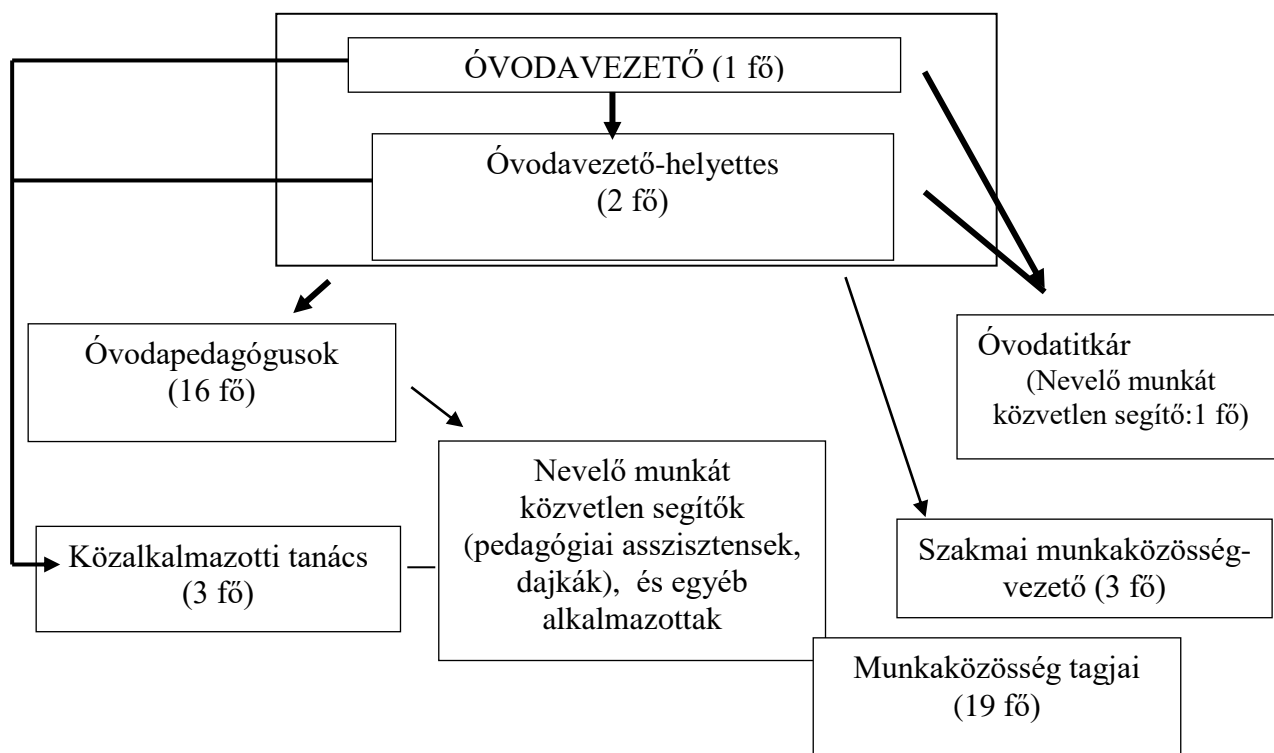 ÓVODAVEZETŐ (1 fő)
Óvodavezető-helyettes
(2 fő)
Óvodapedagógusok
(16 fő)
Óvodatitkár
(Nevelő munkát
közvetlen segítő:1 fő)
Nevelő munkát
közvetlen segítők
(pedagógiai asszisztensek,
dajkák), és egyéb
alkalmazottak
Közalkalmazotti tanács
(3 fő)
Szakmai munkaközösség-
vezető (3 fő)
Munkaközösség tagjai
(19 fő)